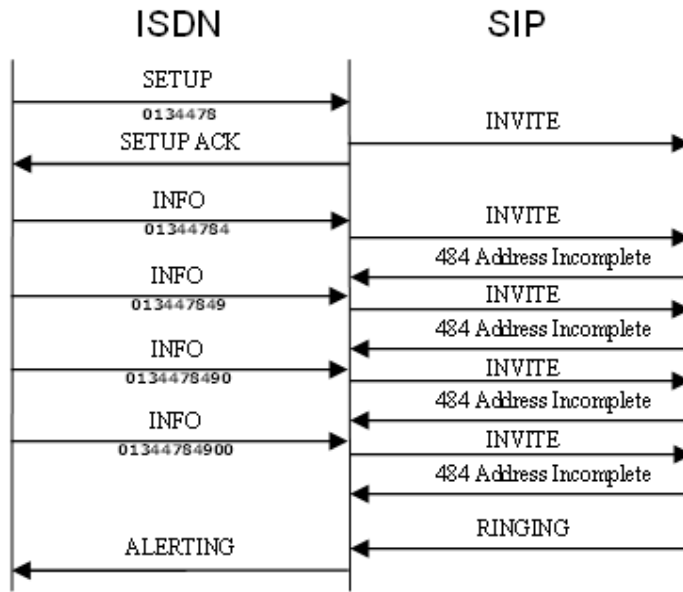 ISDN SIP
SETUP
0134478
INVITE
SETUP ACK
INFO
01344784
INVITE
484 Address Incomplete
INFO
013447849
INVITE
484 Address Incomplete
INFO
0134478490
INVITE
484 Address Incomplete
INFO
01344784900
INVITE
484 Address Incomplete
RINGING
ALERTING